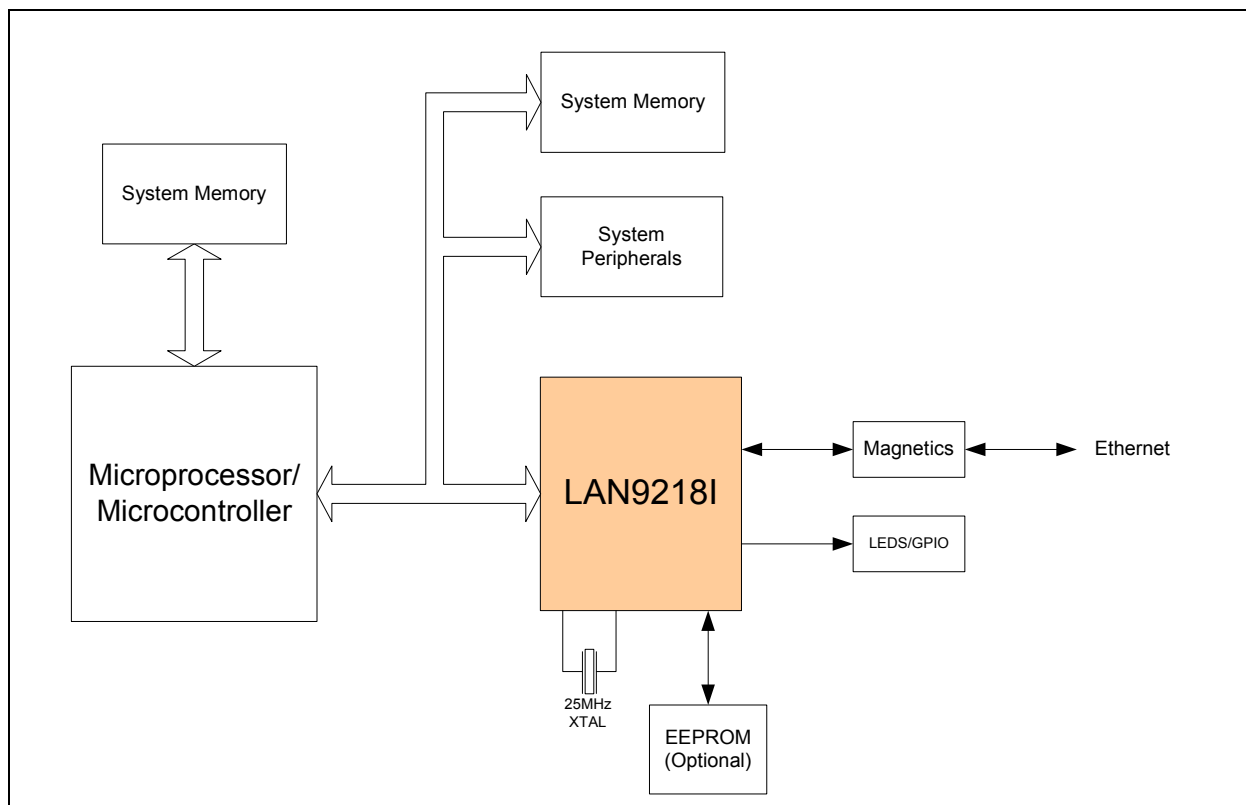 System Memory
System Memory
System
Peripherals
Microprocessor/
Microcontroller
LAN9218I
Magnetics
Ethernet
LEDS/GPIO
25MHz
XTAL
EEPROM
(Optional)